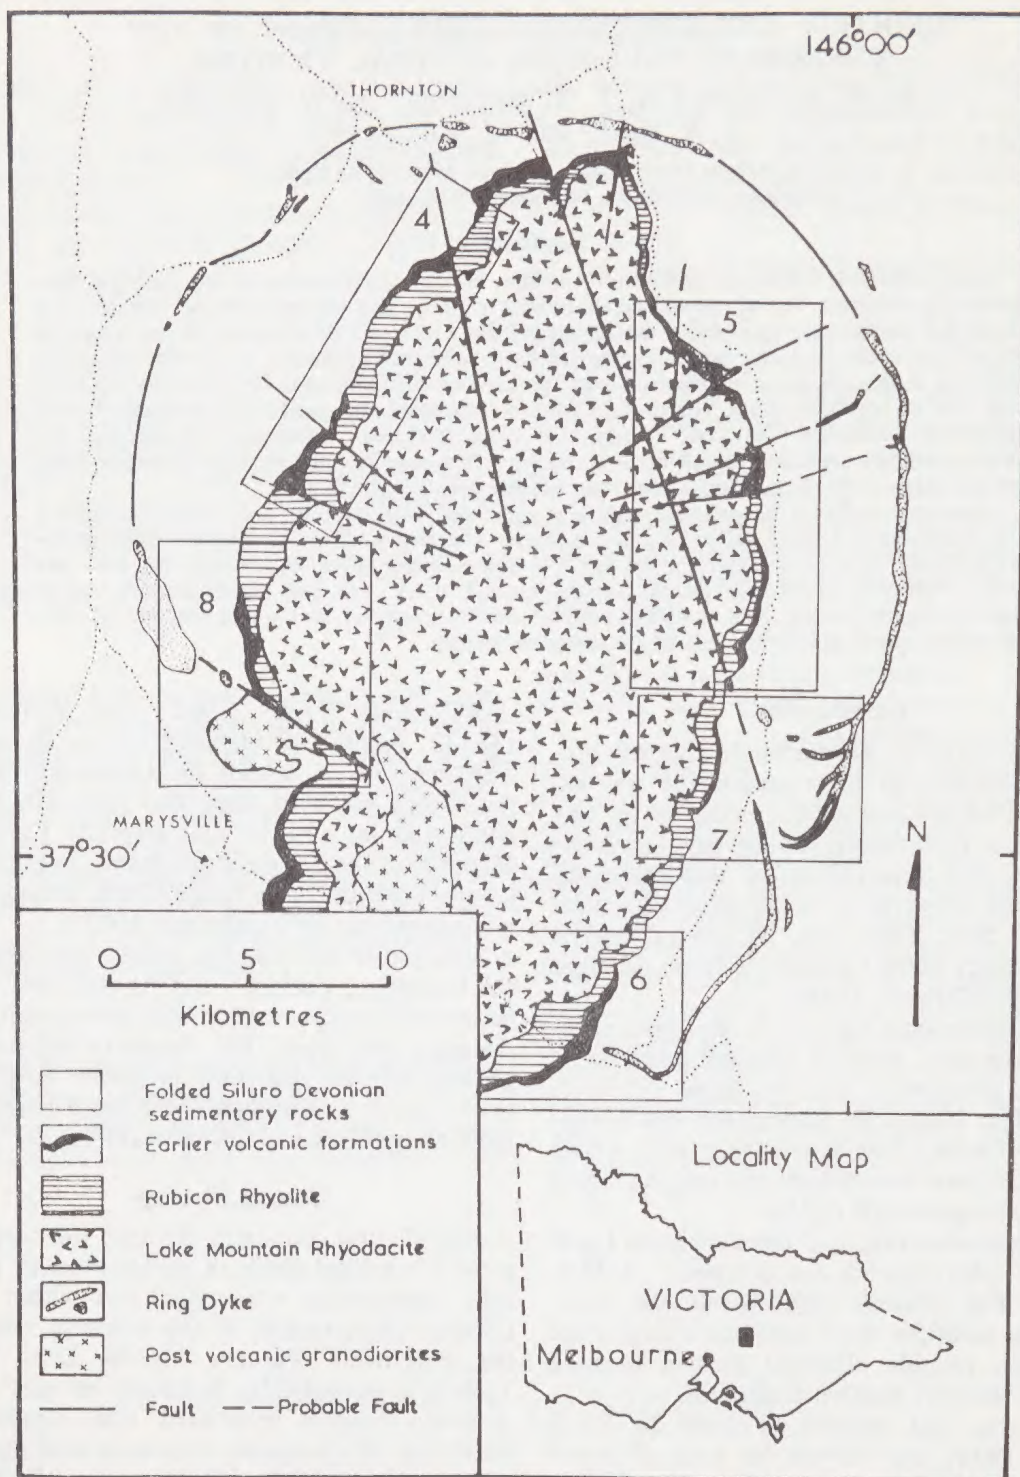 146°00′
THORNTON
4
5
8
7
MARYSVILLE
37°30′
N
6
0 5 10
Kilometres
Folded Siluro Devonian
sedimentary rocks
Earlier volcanic formations
Rubicon Rhyolite
Lake Mountain Rhyodacite
Ring Dyke
Post volcanic granodiorites
Fault
Probable Fault
Locality Map
VICTORIA
Melbourne